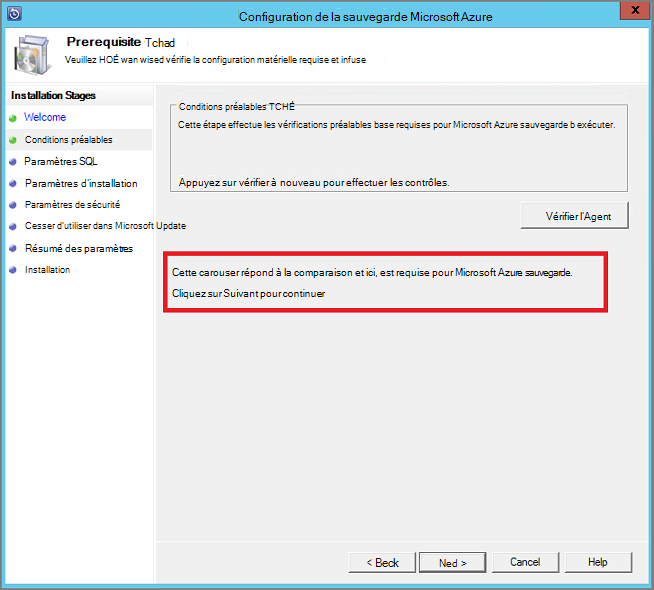 Configuration de la sauvegarde Microsoft Azure
x
Prerequisite Tchad
Veuillez HOÉ wan wised vérifie la configuration matérielle requise et infuse
Installation Stages
Welcome
Conditions préalables
Paramètres SQL
Paramètres d'installation
Paramètres de sécurité
Cesser d'utiliser dans Microsoft Update
Résumé des paramètres
Installation
Conditions préalables TCHÉ
Cette étape effectue les vérifications préalables base requises pour Microsoft Azure sauvegarde b exécuter.
Appuyez sur vérifier à nouveau pour effectuer les contrôles.
Vérifier l'Agent
Cette carouser répond à la comparaison et ici, est requise pour Microsoft Azure sauvegarde.
Cliquez sur Suivant pour continuer
< Beck
Ned >
Cancel
Help